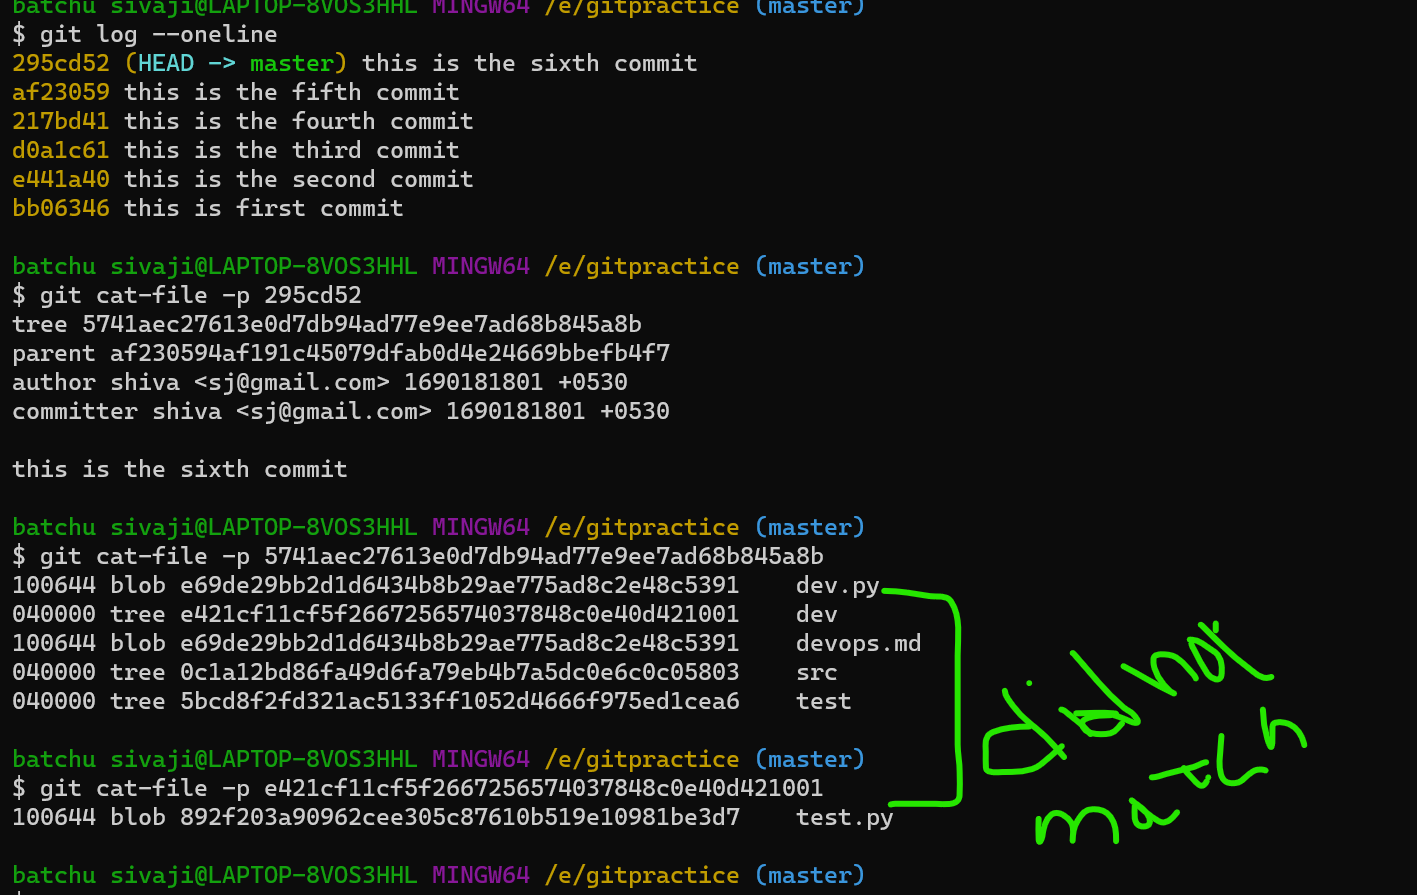 batchu sivaji@LAPTOP-8VOS3HHL MINGW64 /e/gitpractice (master)
$ git log --oneline
295cd52 (HEAD -> master) this is the sixth commit
af23059 this is the fifth commit
217bd41 this is the fourth commit
d0a1c61 this is the third commit
e441a40 this is the second commit
bb06346 this is first commit
batchu sivaji@LAPTOP-8VOS3HHL MINGW64 /e/gitpractice (master)
$ git cat-file -p 295cd52
tree 5741aec27613e0d7db94ad77e9ee7ad68b845a8b
parent af230594af191c45079dfab0d4e24669bbefb4f7
author shiva <sj@gmail.com> 1690181801 +0530
committer shiva <sj@gmail.com> 1690181801 +0530
this is the sixth commit
batchu sivaji@LAPTOP-8VOS3HHL MINGW64 /e/gitpractice (master)
$ git cat-file -p 5741aec27613e0d7db94ad77e9ee7ad68b845a8b
100644 blob e69de29bb2d1d6434b8b29ae775ad8c2e48c5391    dev.py
040000 tree e421cf11cf5f2667256574037848c0e40d421001    dev
100644 blob e69de29bb2d1d6434b8b29ae775ad8c2e48c5391    devops.md
040000 tree 0c1a12bd86fa49d6fa79eb4b7a5dc0e6c0c05803    src
040000 tree 5bcd8f2fd321ac5133ff1052d4666f975ed1cea6    test
did not
match
batchu sivaji@LAPTOP-8VOS3HHL MINGW64 /e/gitpractice (master)
$ git cat-file -p e421cf11cf5f2667256574037848c0e40d421001
100644 blob 892f203a90962cee305c87610b519e10981be3d7    test.py
batchu sivaji@LAPTOP-8VOS3HHL MINGW64 /e/gitpractice (master)
$